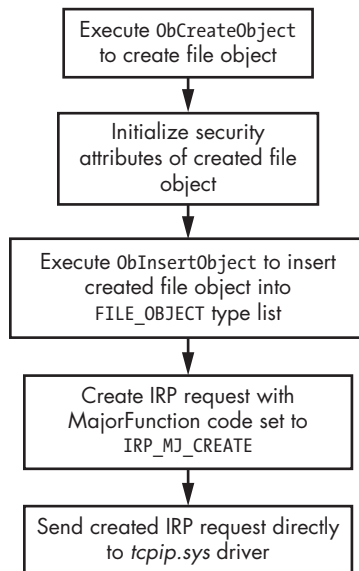 Execute ObCreateObject
to create file object
Initialize security
attributes of created file
object
Execute ObInsertObject to insert
created file object into
FILE_OBJECT type list
Create IRP request with
MajorFunction code set to
IRP_MJ_CREATE
Send created IRP request directly
to tcpip.sys driver